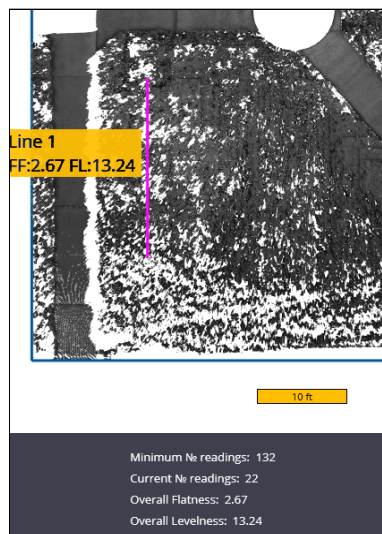 Line 1
FF:2.67 FL:13.24
10 ft
Minimum № readings: 132
Current № readings: 22
Overall Flatness: 2.67
Overall Levelness: 13.24